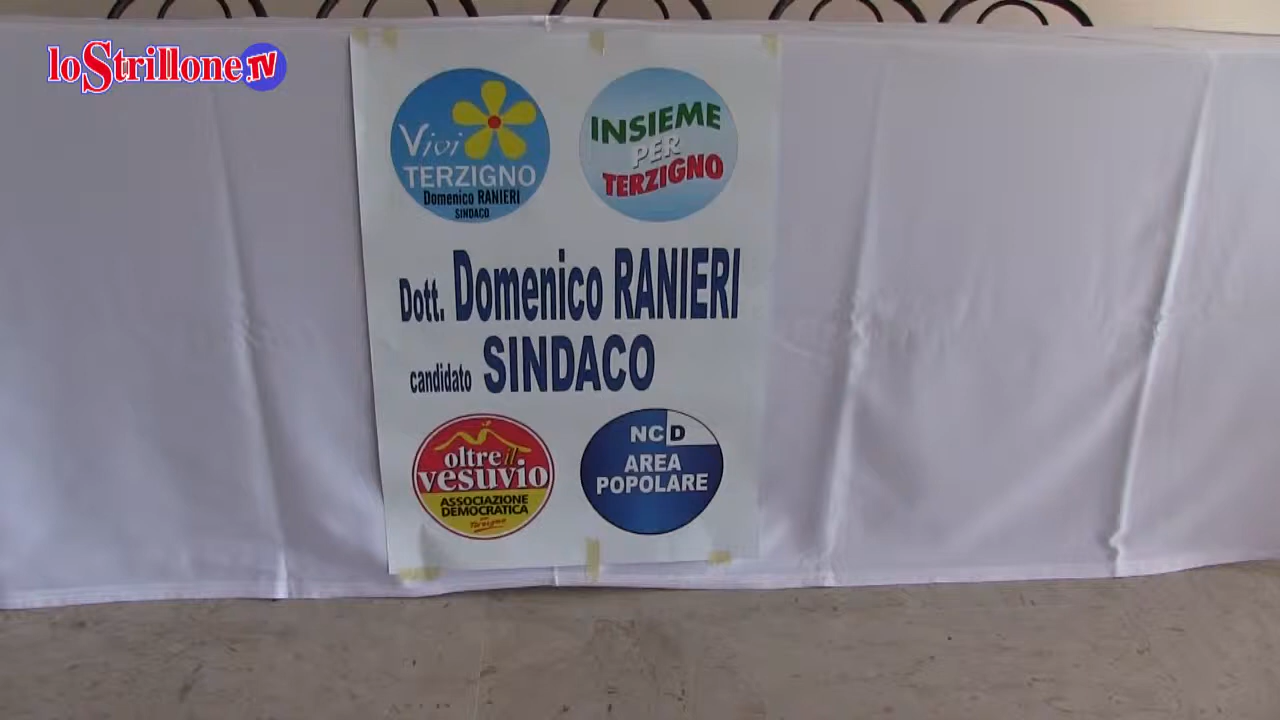 loStrillone.TV
Vivi
TERZIGNO
Domenico RANIERI
SINDACO
INSIEME
PER
TERZIGNO
Dott. Domenico RANIERI
candidato SINDACO
oltre il
vesuvio
ASSOCIAZIONE
DEMOCRATICA
Terzigno
NCD
AREA
POPOLARE